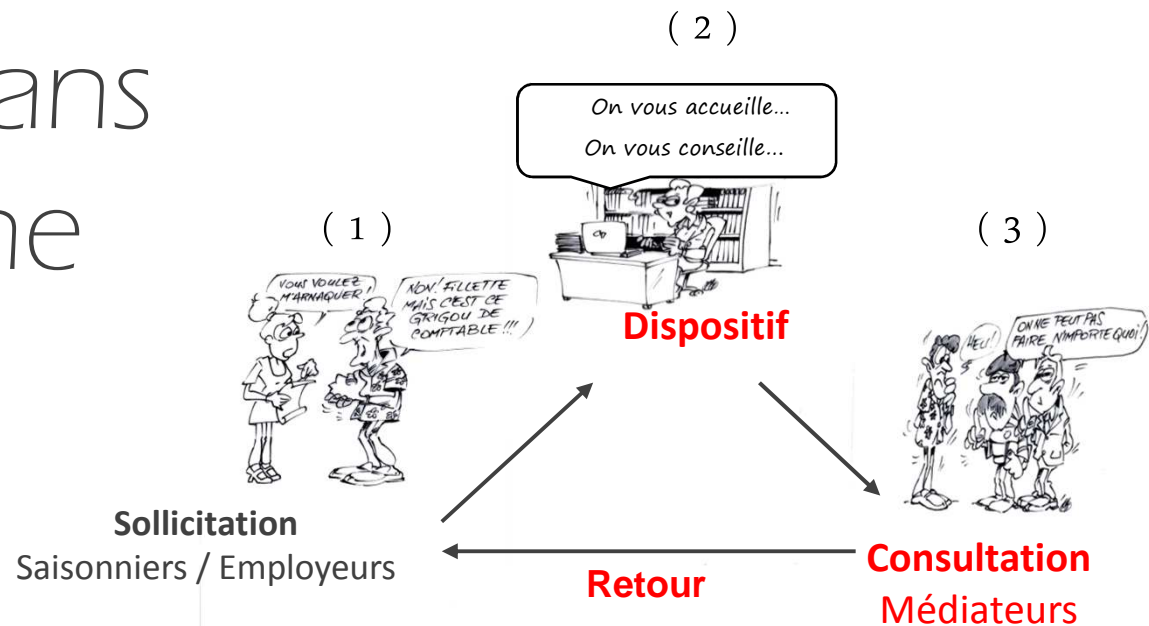 ans
ne
( 1 )
VOUS VOULEZ
M'ARNAQUER !
NON! FILLETTE
MAIS C'EST CE
GRIGOU DE
COMPTABLE !!!
( 2 )
On vous accueille...
On vous conseille...
Dispositif
( 3 )
HEU!
ON NE PEUT PAS
FAIRE N'IMPORTE QUOI!
Sollicitation
Saisonniers / Employeurs
Retour
Consultation
Médiateurs